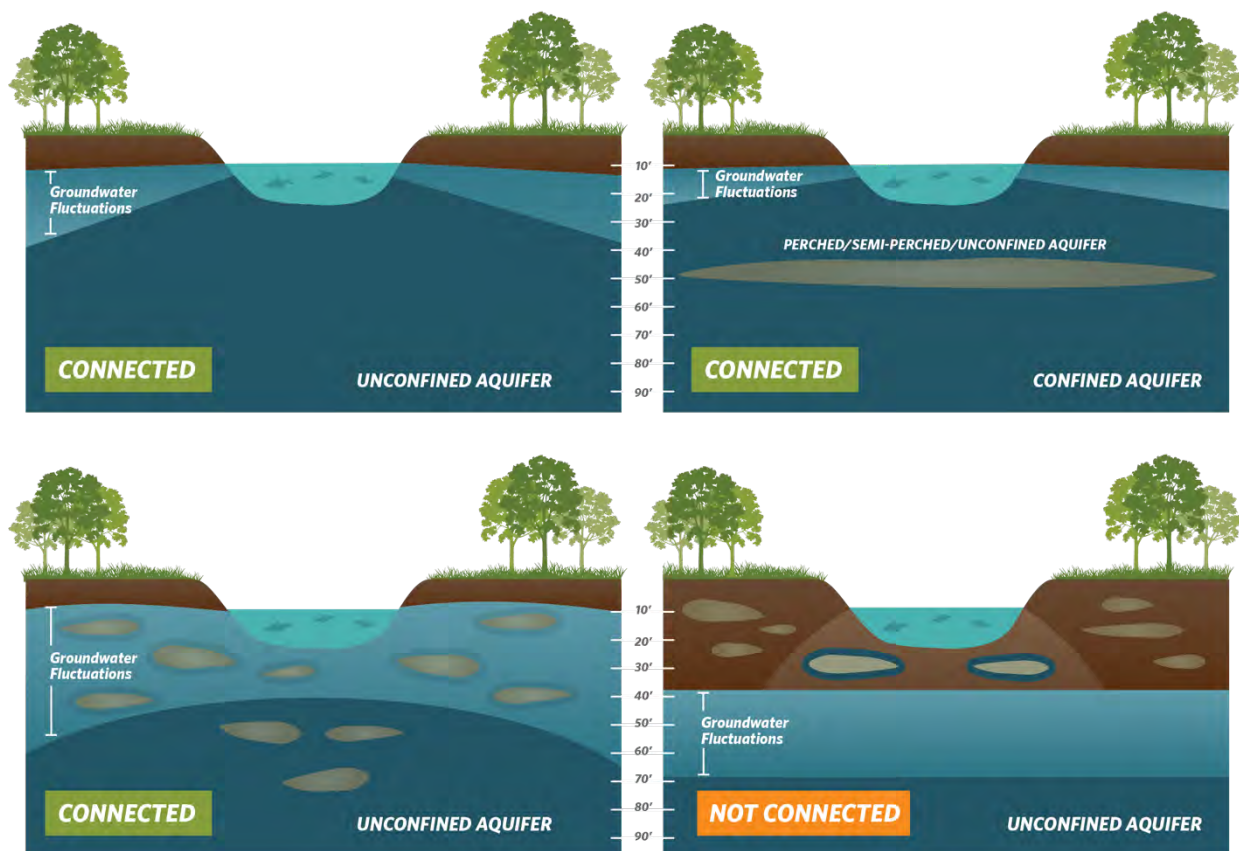 Groundwater
Fluctuations
CONNECTED
UNCONFINED AQUIFER
10'
20'
30'
40'
50'
60'
70'
80'
90'
Groundwater
Fluctuations
PERCHED/SEMI-PERCHED/UNCONFINED AQUIFER
CONNECTED
CONFINED AQUIFER
Groundwater
Fluctuations
CONNECTED
UNCONFINED AQUIFER
10'
20'
30'
40'
50'
60'
70'
80'
90'
Groundwater
Fluctuations
NOT CONNECTED
UNCONFINED AQUIFER